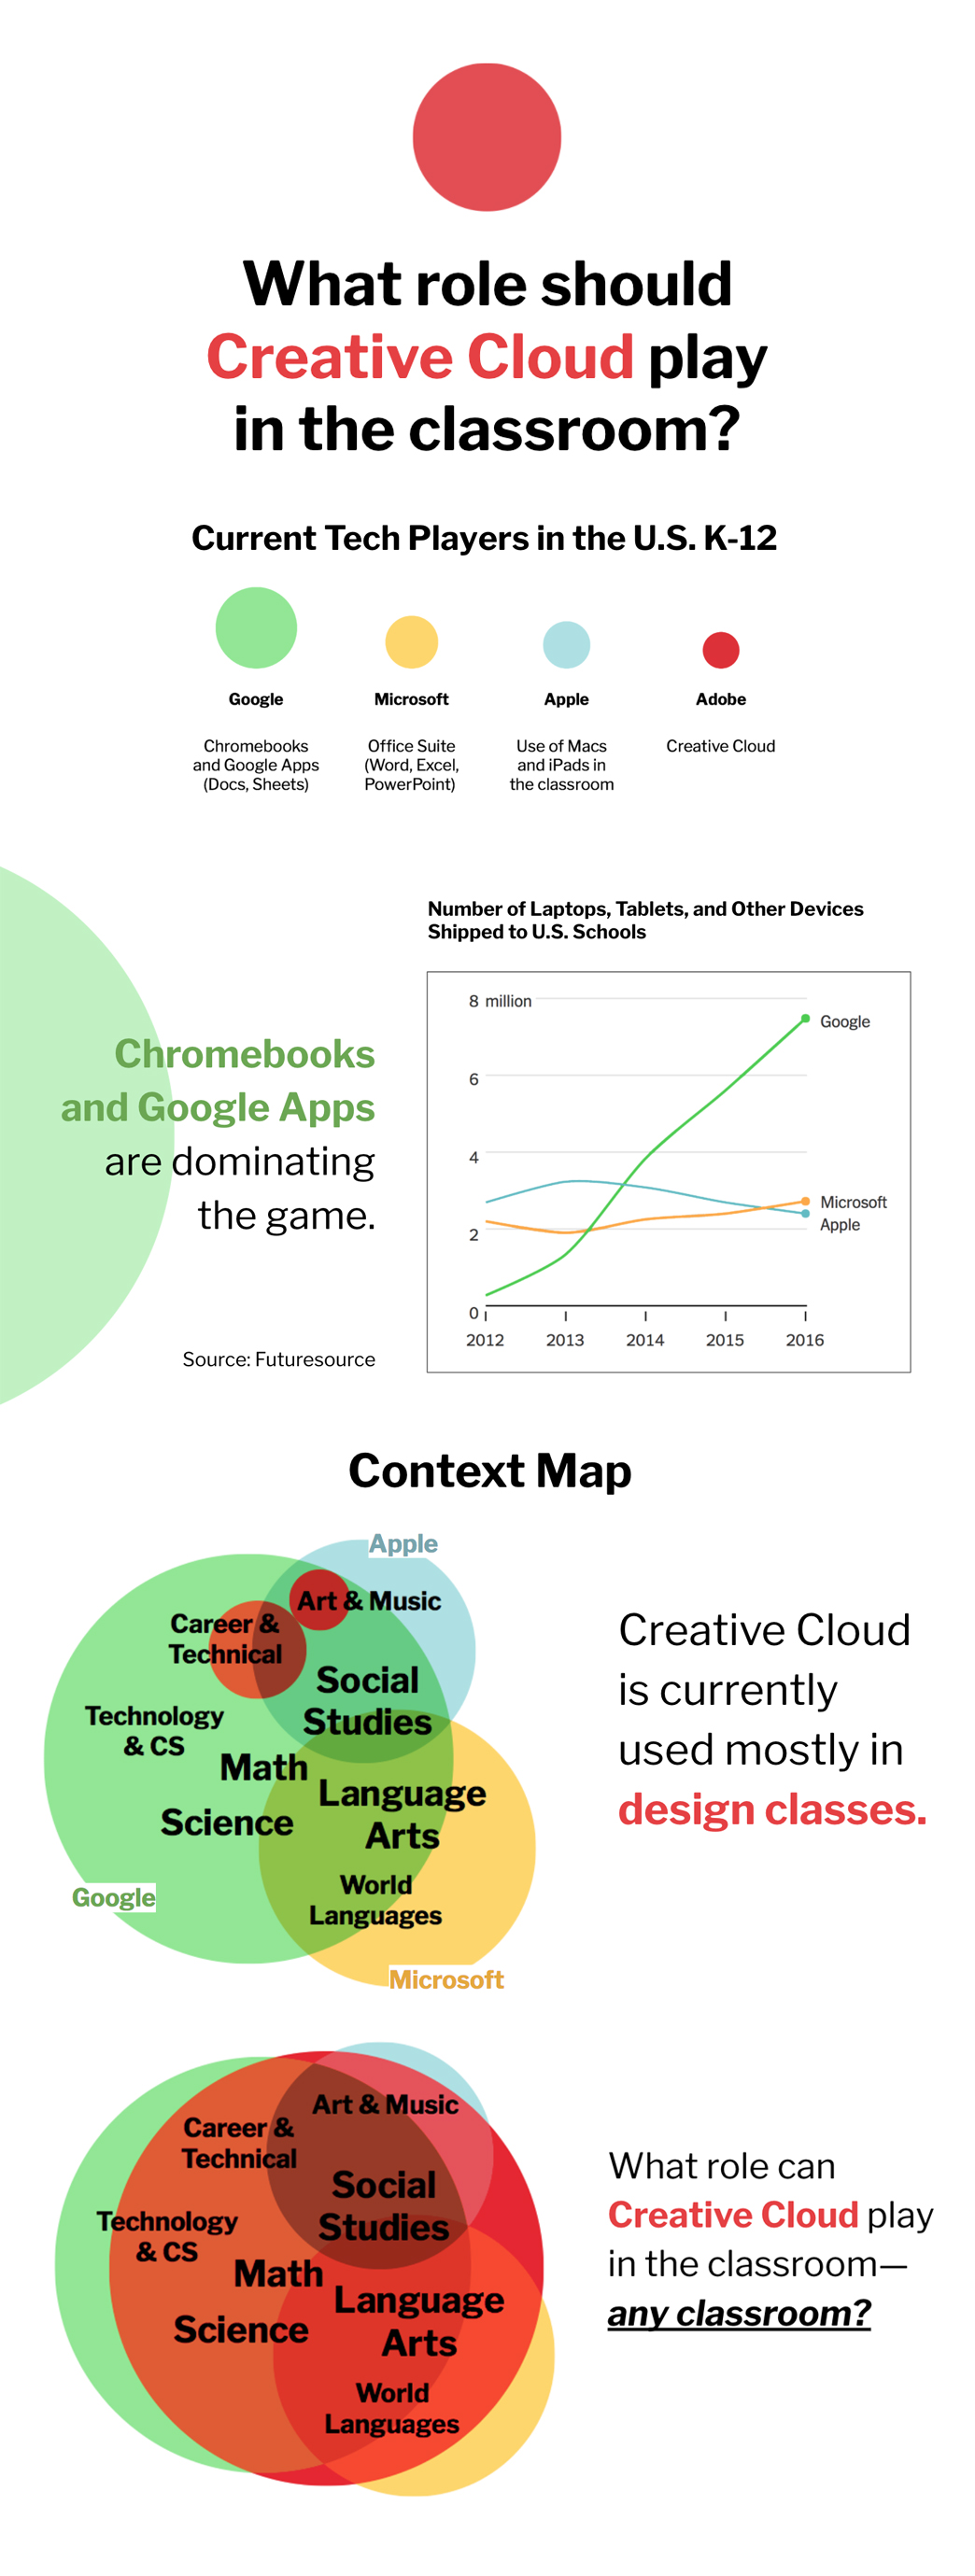 What role should
Creative Cloud play
in the classroom?
Current Tech Players in the U.S. K-12
Google
Chromebooks
and Google Apps
(Docs, Sheets)
Microsoft
Office Suite
(Word, Excel,
PowerPoint)
Apple
Use of Macs
and iPads in
the classroom
Adobe
Creative Cloud
Chromebooks
and Google Apps
are dominating
the game.
Source: Futuresource
Number of Laptops, Tablets, and Other Devices
Shipped to U.S. Schools
8 million
6
4
2
0
2012 2013 2014 2015 2016
Google
Microsoft
Apple
Context Map
Apple
Art & Music
Career &
Technical
Social
Studies
Technology
& CS
Math
Language
Arts
Science
World
Languages
Google
Microsoft
Creative Cloud
is currently
used mostly in
design classes.
Art & Music
Career &
Technical
Social
Studies
Technology
& CS
Math
Language
Arts
Science
World
Languages
What role can
Creative Cloud play
in the classroom—
any classroom?